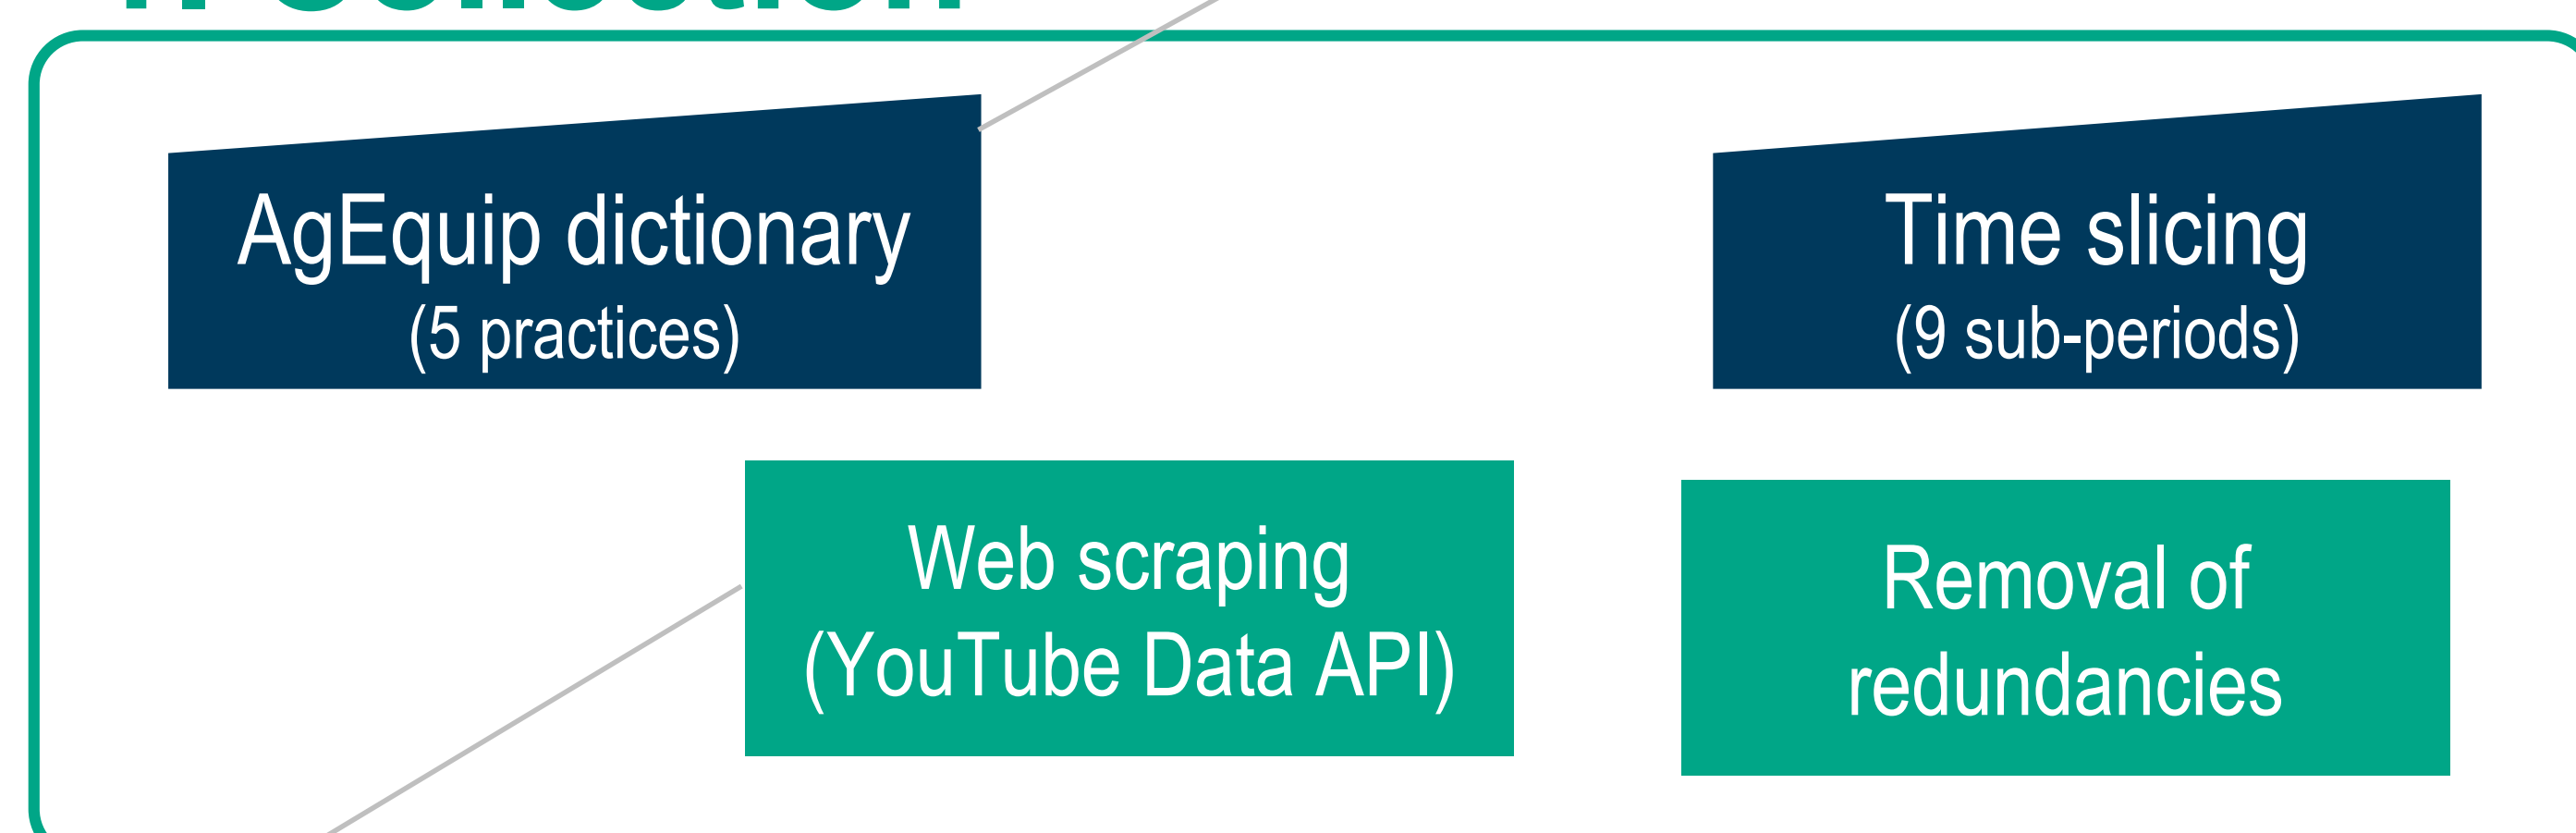 AgEquip dictionary
(5 practices)
Time slicing
(9 sub-periods)
Web scraping
(YouTube Data API)
Removal of
redundancies